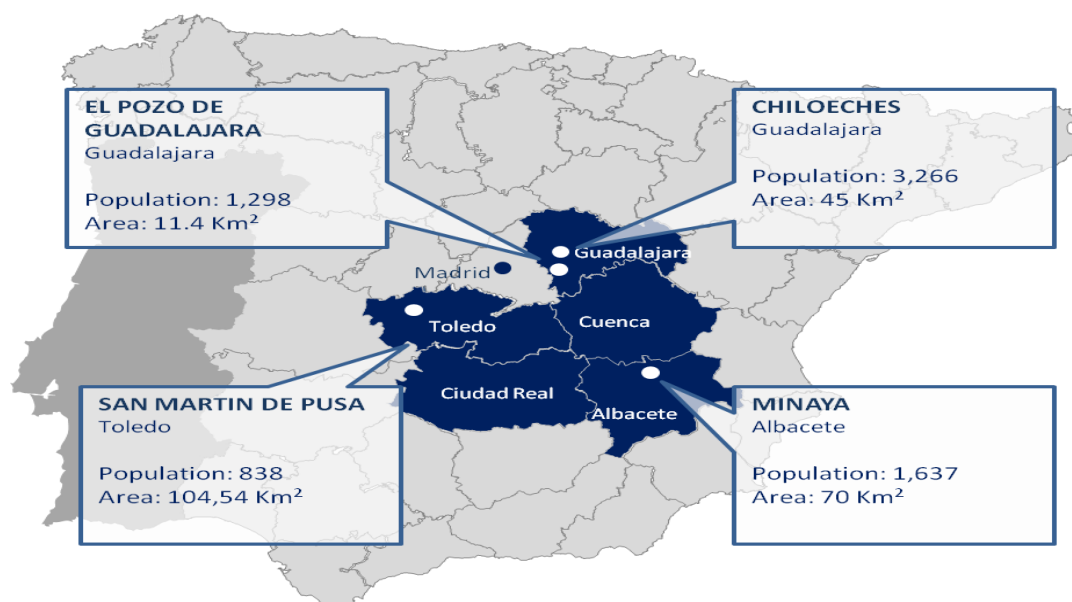 EL POZO DE
GUADALAJARA
Guadalajara
Population: 1,298
Area: 11.4 Km²
CHILOECHES
Guadalajara
Population: 3,266
Area: 45 Km²
Guadalajara
Madrid
Toledo
Cuenca
Ciudad Real
Albacete
SAN MARTIN DE PUSA
Toledo
Population: 838
Area: 104,54 Km²
MINAYA
Albacete
Population: 1,637
Area: 70 Km²